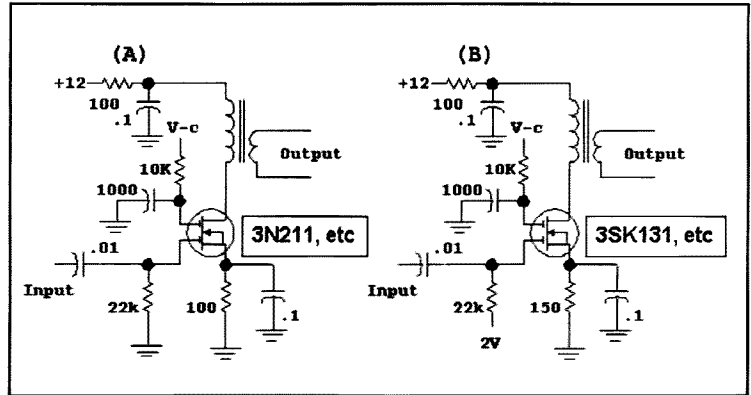 (A)
+12
100
.1
V-c
10K
Output
1000
3N211, etc
.01
Input
22k
100
.1
(B)
+12
100
.1
V-c
10K
Output
1000
3SK131, etc
.01
Input
22k
2V
150
.1